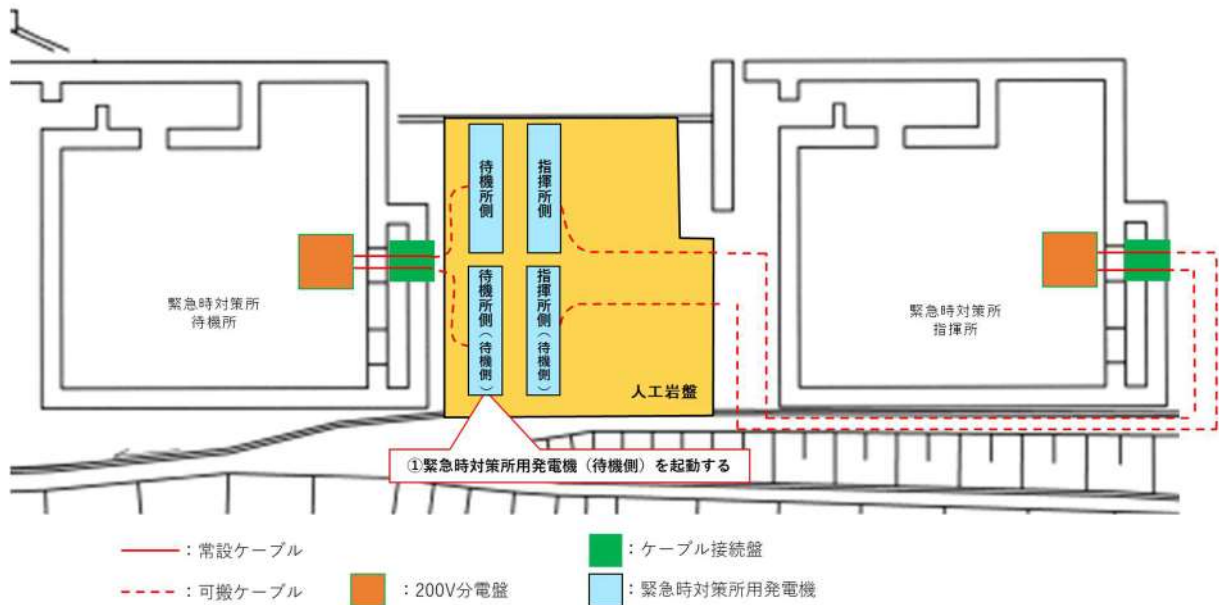 待機所側
指揮所側
待機所側（待機側）
指揮所側（待機側）
緊急時対策所
待機所
緊急時対策所
指揮所
人工岩盤
①緊急時対策所用発電機（待機側）を起動する
：常設ケーブル
：ケーブル接続盤
：可搬ケーブル
：200V分電盤
：緊急時対策所用発電機